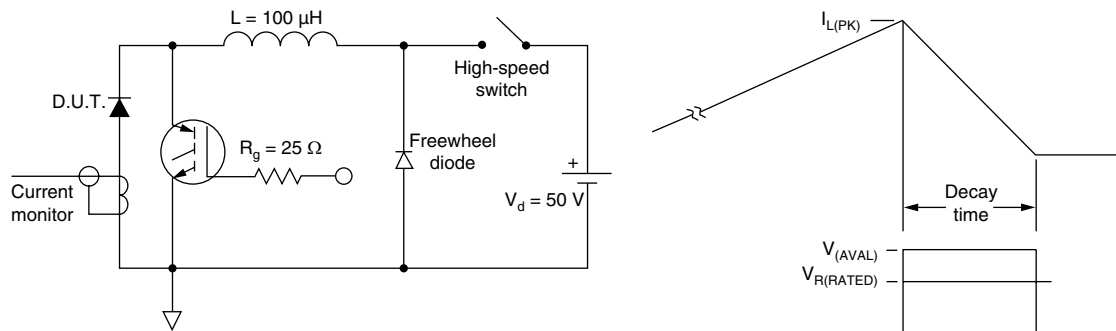 L = 100 µH
D.U.T.
Current
monitor
R_g = 25 Ω
Freewheel
diode
High-speed
switch
+
V_d = 50 V
I_L(PK)
Decay
time
V_(AVAL)
V_R(RATED)